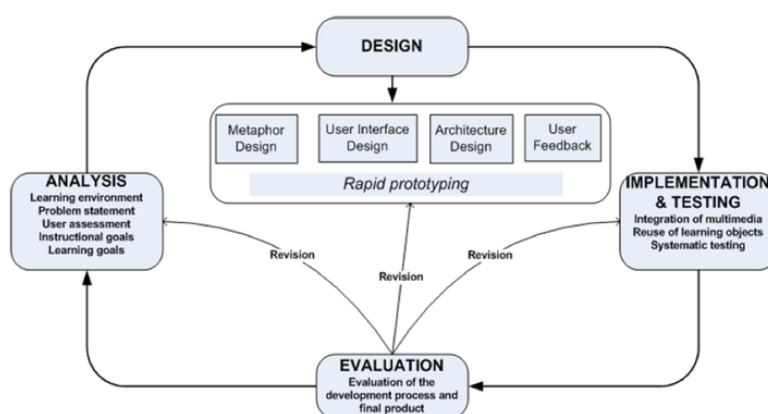 DESIGN
Metaphor
Design
User Interface
Design
Architecture
Design
User
Feedback
Rapid prototyping
ANALYSIS
Learning environment
Problem statement
User assessment
Instructional goals
Learning goals
IMPLEMENTATION
& TESTING
Integration of multimedia
Reuse of learning objects
Systematic testing
Revision
Revision
Revision
EVALUATION
Evaluation of the
development process and
final product